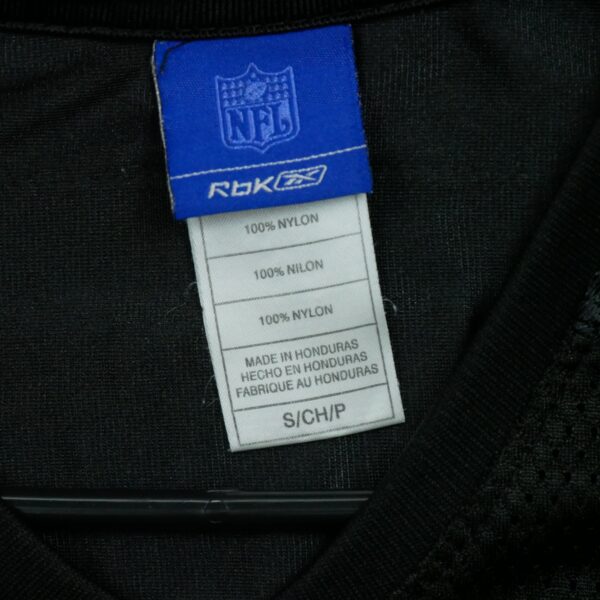 NFL
RbK
100% NYLON
100% NILON
100% NYLON
MADE IN HONDURAS
HECHO EN HONDURAS
FABRIQUE AU HONDURAS
S/CH/P